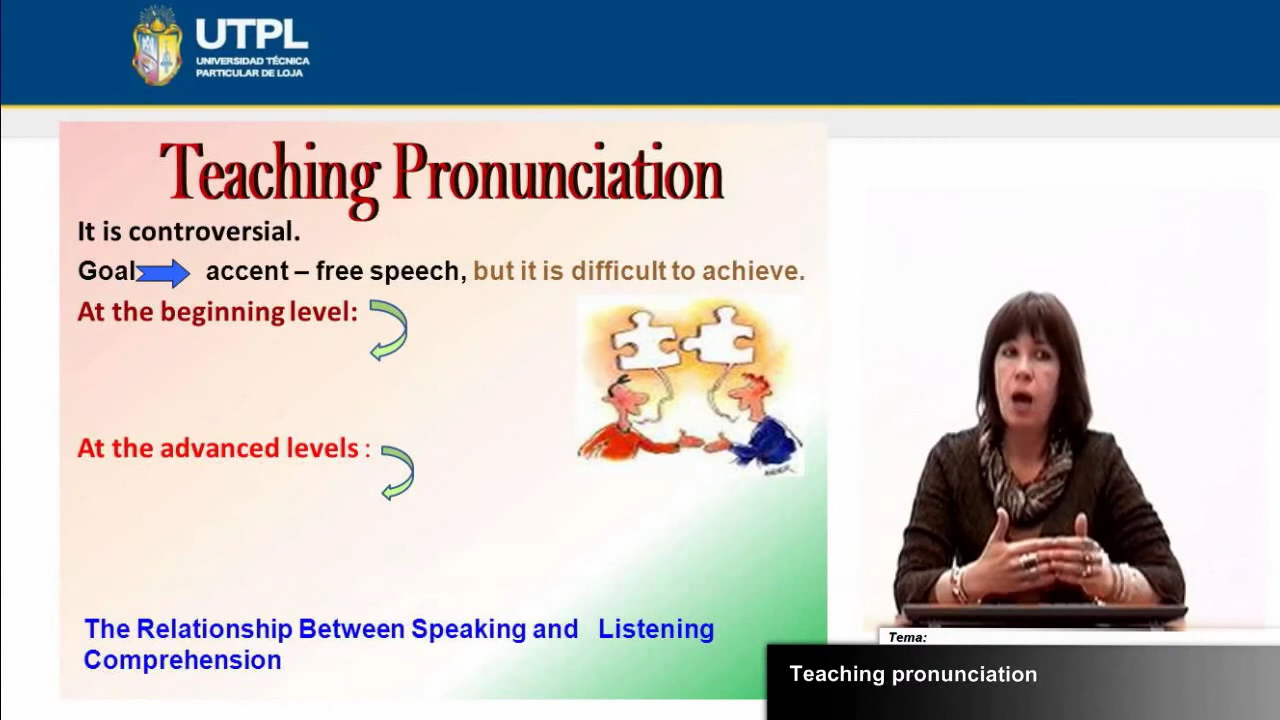 UTPL
UNIVERSIDAD TÉCNICA
PARTICULAR DE LOJA
Teaching Pronunciation
It is controversial.
Goal accent – free speech, but it is difficult to achieve.
At the beginning level:
At the advanced levels :
The Relationship Between Speaking and Listening
Comprehension
Tema:
Teaching pronunciation